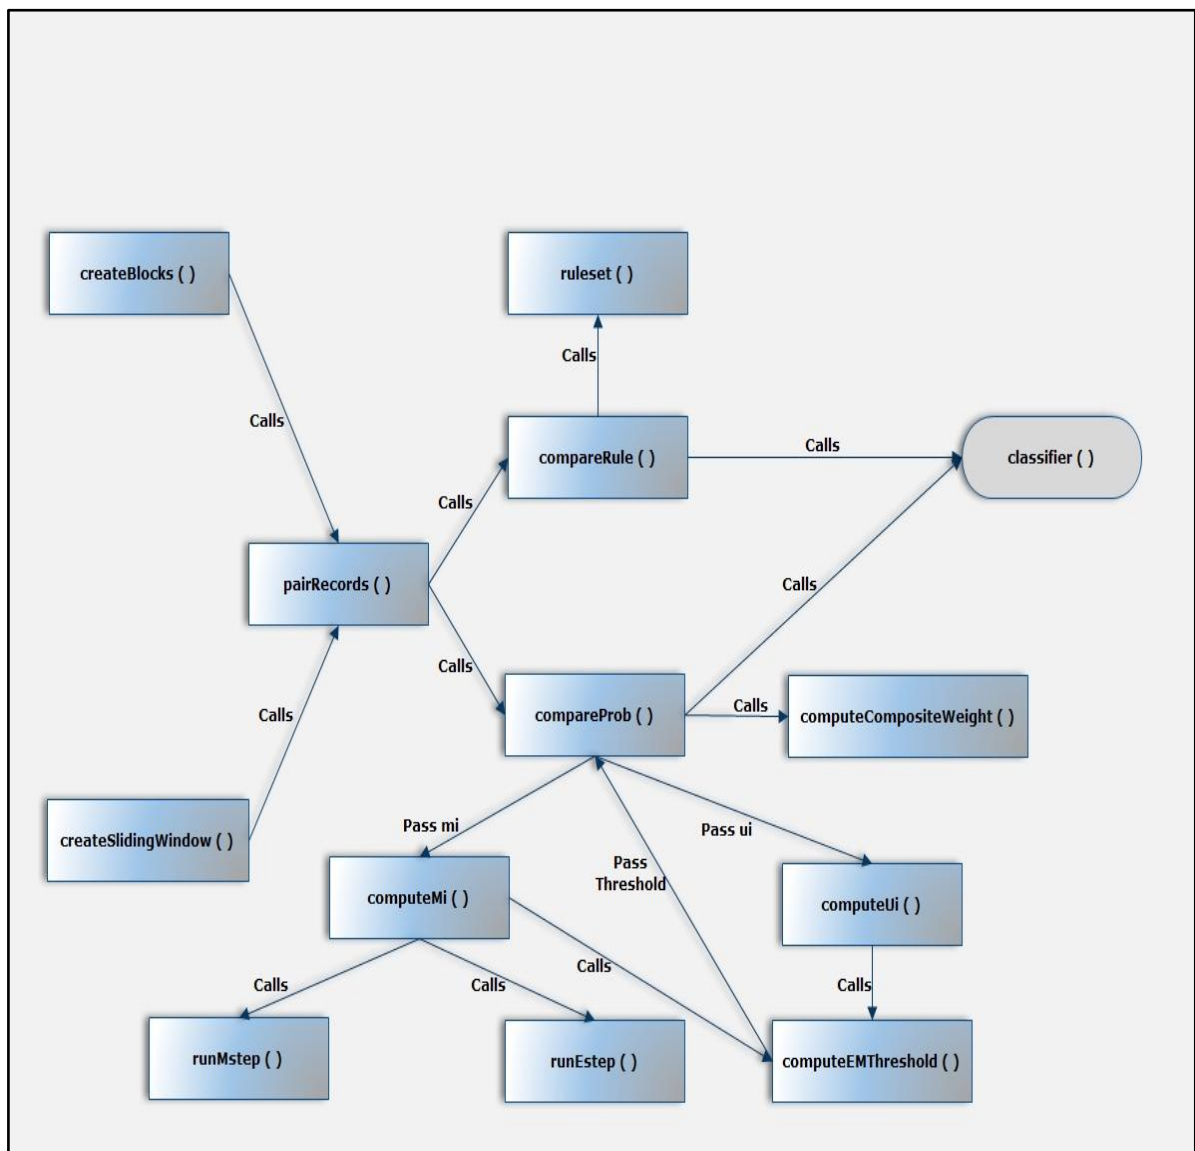 createBlocks ( )
ruleset ( )
Calls
Calls
compareRule ( )
Calls
classifier ( )
Calls
pairRecords ( )
Calls
Calls
Calls
compareProb ( )
Calls
computeCompositeWeight ( )
createSlidingWindow ( )
Pass mi
Pass ui
Pass
Threshold
computeMi ( )
computeUi ( )
Calls
Calls
Calls
Calls
runMstep ( )
runEstep ( )
computeEMThreshold ( )